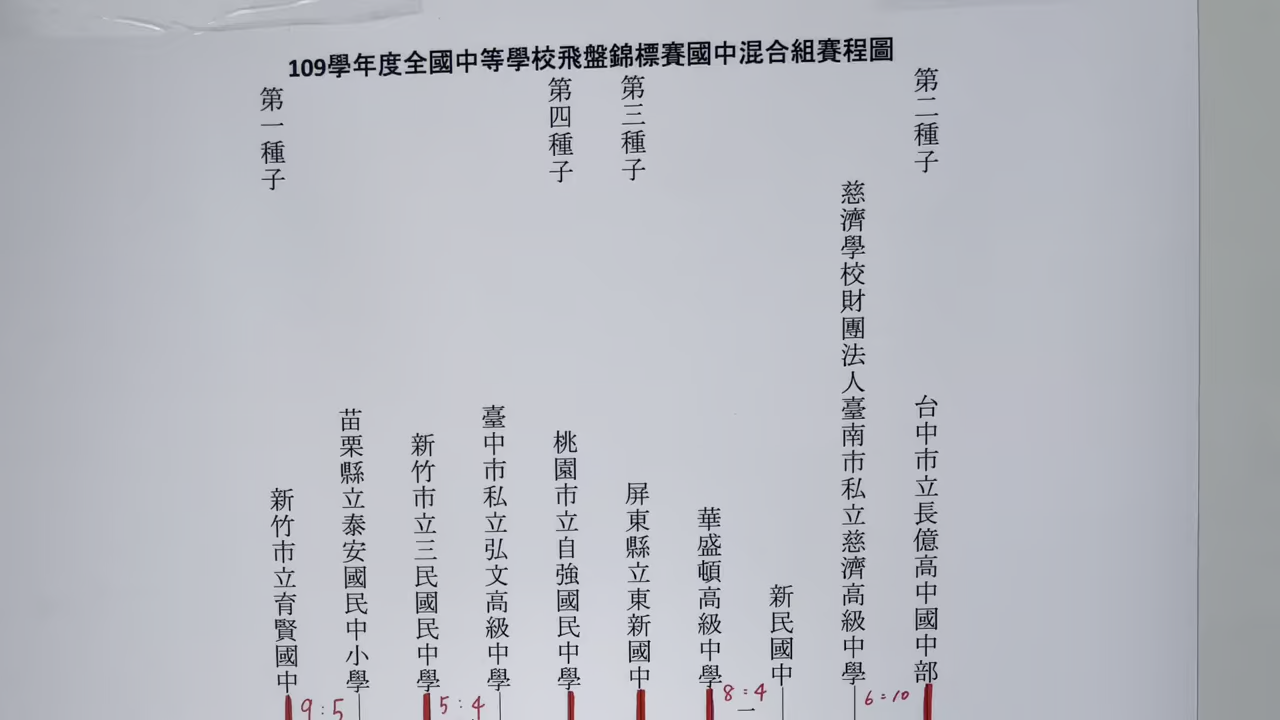 109學年度全國中等學校飛盤錦標賽國中混合組賽程圖
第一種子
第四種子
第三種子
第二種子
新竹市立育賢國中
苗栗縣立泰安國民中小學
新竹市立三民國民中學
臺中市私立弘文高級中學
桃園市立自強國民中學
屏東縣立東新國中
華盛頓高級中學
新民國中
慈濟學校財團法人臺南市私立慈濟高級中學
台中市立長億高中國中部
9:5
5:4
8:4
6:10
一